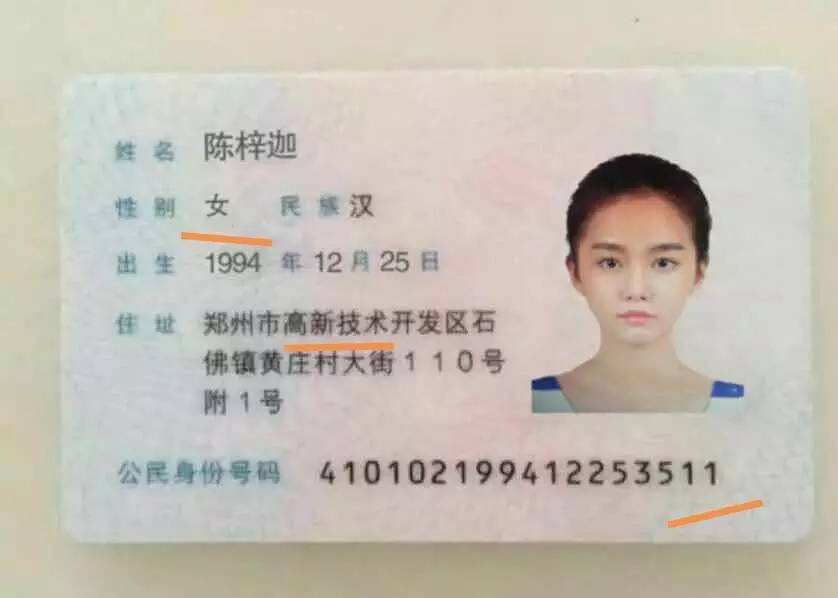 姓名 陈梓迦
性别 女 民族 汉
出生 1994 年 12 月 25 日
住址 郑州市高新技术开发区石
佛镇黄庄村大街110号
附1号
公民身份号码 410102199412253511